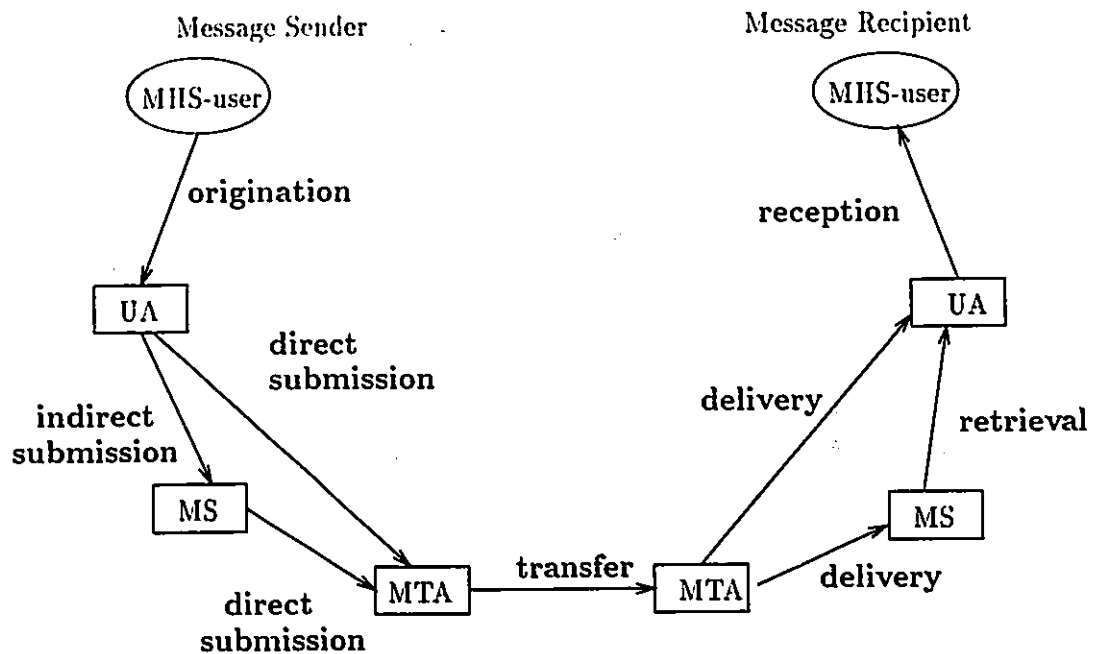 Message Sender
Message Recipient
MHS-user
MHS-user
origination
reception
UA
UA
direct
submission
delivery
indirect
submission
retrieval
MS
MS
transfer
MTA
MTA
delivery
direct
submission